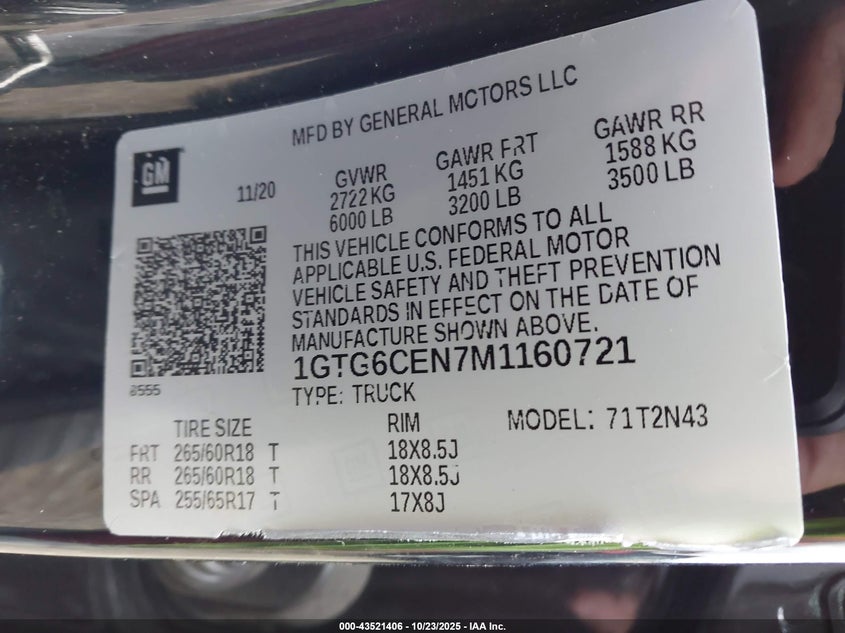 MFD BY GENERAL MOTORS LLC
GM
11/20
GVWR GAWR FRT GAWR RR
2722 KG 1451 KG 1588 KG
6000 LB 3200 LB 3500 LB
THIS VEHICLE CONFORMS TO ALL
APPLICABLE U.S. FEDERAL MOTOR
VEHICLE SAFETY AND THEFT PREVENTION
STANDARDS IN EFFECT ON THE DATE OF
MANUFACTURE SHOWN ABOVE.
1GTG6CEN7M1160721
8555
TYPE: TRUCK
TIRE SIZE RIM MODEL: 71T2N43
FRT 265/60R18 T 18X8.5J
RR 265/60R18 T 18X8.5J
SPA 255/65R17 T 17X8J
000-43521406 - 10/23/2025 - IAA Inc.